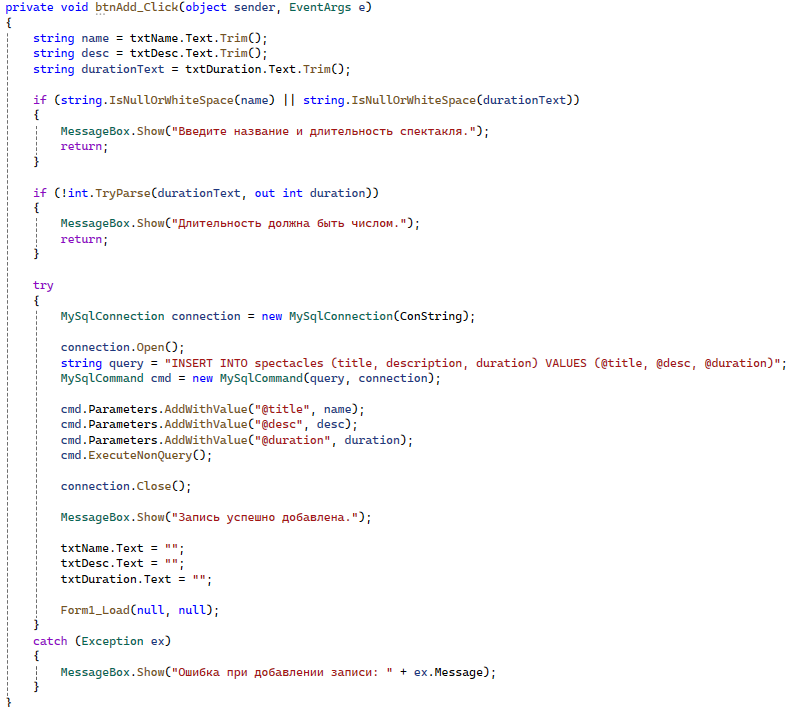 private void btnAdd_Click(object sender, EventArgs e)
{
    string name = txtName.Text.Trim();
    string desc = txtDesc.Text.Trim();
    string durationText = txtDuration.Text.Trim();

    if (string.IsNullOrWhiteSpace(name) || string.IsNullOrWhiteSpace(durationText))
    {
        MessageBox.Show("Введите название и длительность спектакля.");
        return;
    }

    if (!int.TryParse(durationText, out int duration))
    {
        MessageBox.Show("Длительность должна быть числом.");
        return;
    }

    try
    {
        MySqlConnection connection = new MySqlConnection(ConString);

        connection.Open();
        string query = "INSERT INTO spectacles (title, description, duration) VALUES (@title, @desc, @duration)";
        MySqlCommand cmd = new MySqlCommand(query, connection);

        cmd.Parameters.AddWithValue("@title", name);
        cmd.Parameters.AddWithValue("@desc", desc);
        cmd.Parameters.AddWithValue("@duration", duration);
        cmd.ExecuteNonQuery();

        connection.Close();

        MessageBox.Show("Запись успешно добавлена.");

        txtName.Text = "";
        txtDesc.Text = "";
        txtDuration.Text = "";

        Form1_Load(null, null);
    }
    catch (Exception ex)
    {
        MessageBox.Show("Ошибка при добавлении записи: " + ex.Message);
    }
}